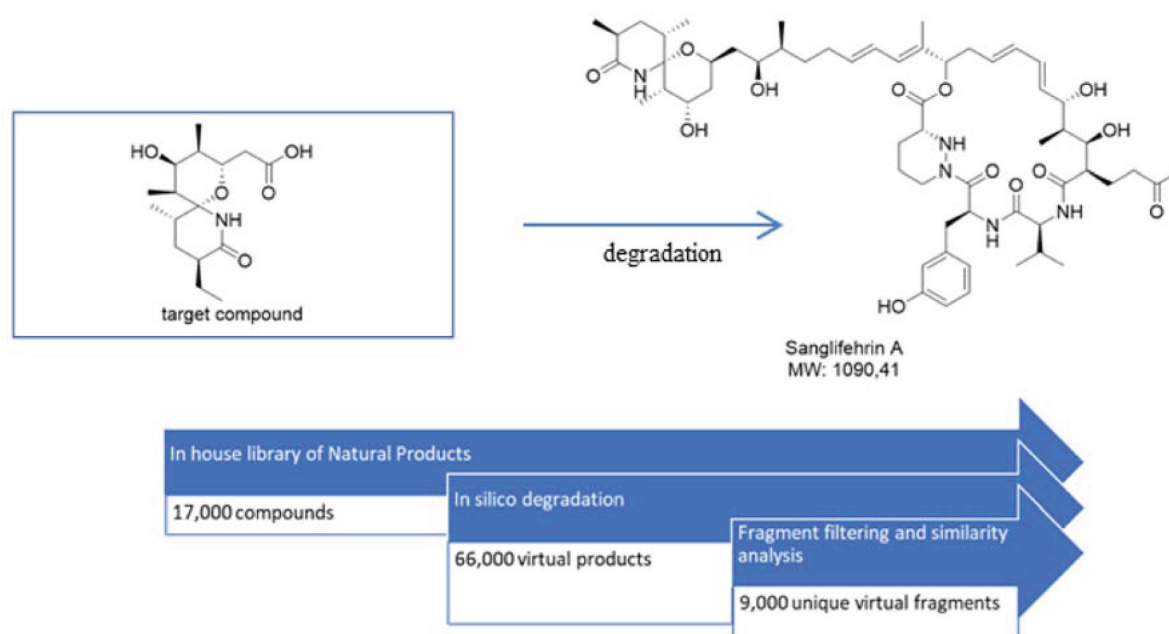 O
O
N
H
OH
OH
O
O
OH
OH
NH
N
O
O
N
H
O
NH
O
HO
HO
OH
O
O
NH
O
target compound
degradation
Sanglifehrin A
MW: 1090,41
In house library of Natural Products
17,000 compounds
In silico degradation
66,000 virtual products
Fragment filtering and similarity
analysis
9,000 unique virtual fragments